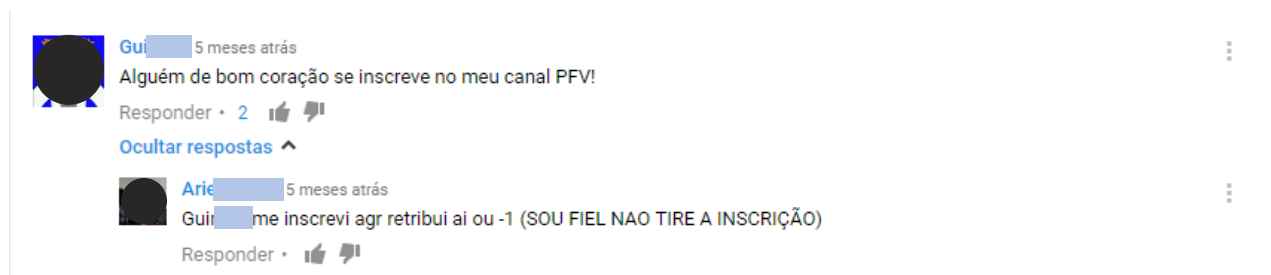 Gui 5 meses atrás
Alguém de bom coração se inscreve no meu canal PFV!
Responder • 2
Ocultar respostas
Arie 5 meses atrás
Guir me inscrevi agr retribui ai ou -1 (SOU FIEL NAO TIRE A INSCRIÇÃO)
Responder •